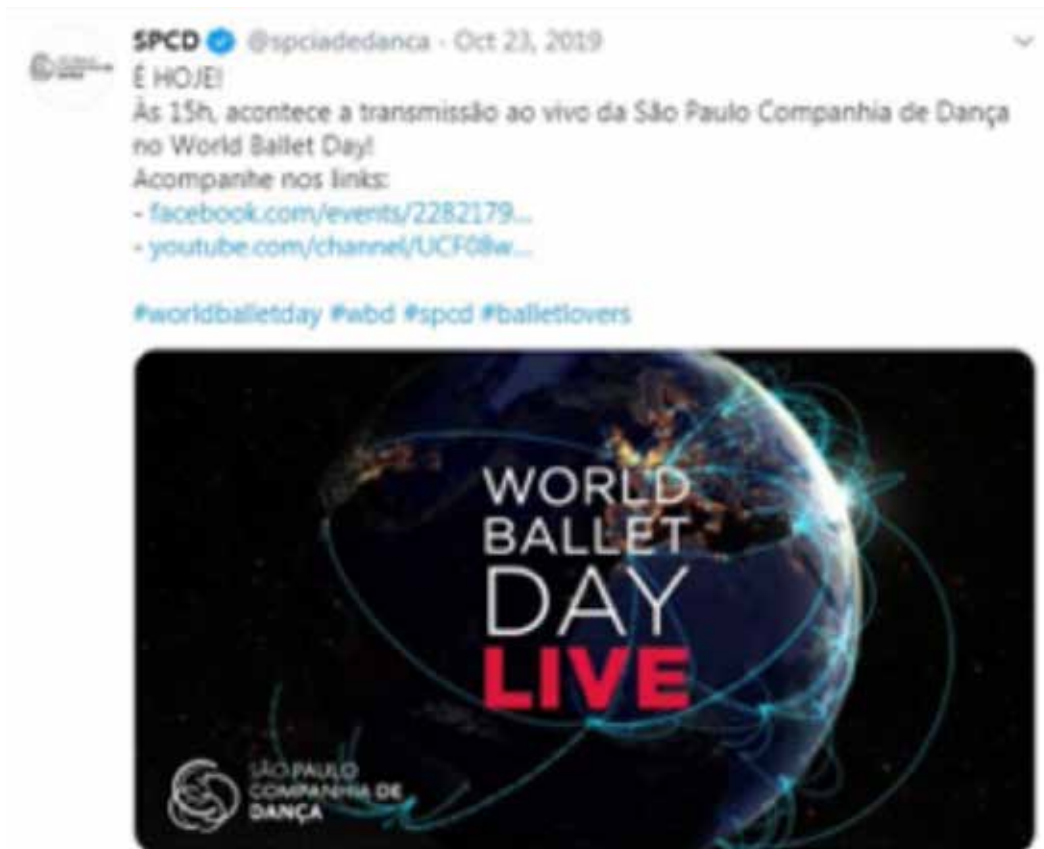 SPCD @spciadedanca · Oct 23, 2019
É HOJE!
Às 15h, acontece a transmissão ao vivo da São Paulo Companhia de Dança
no World Ballet Day!
Acompanhe nos links:
- facebook.com/events/2282179...
- youtube.com/channel/UCF08w...
#worldballetday #wbd #spcd #balletlovers
WORLD
BALLET
DAY
LIVE
SÃO PAULO
COMPANHIA DE
DANÇA